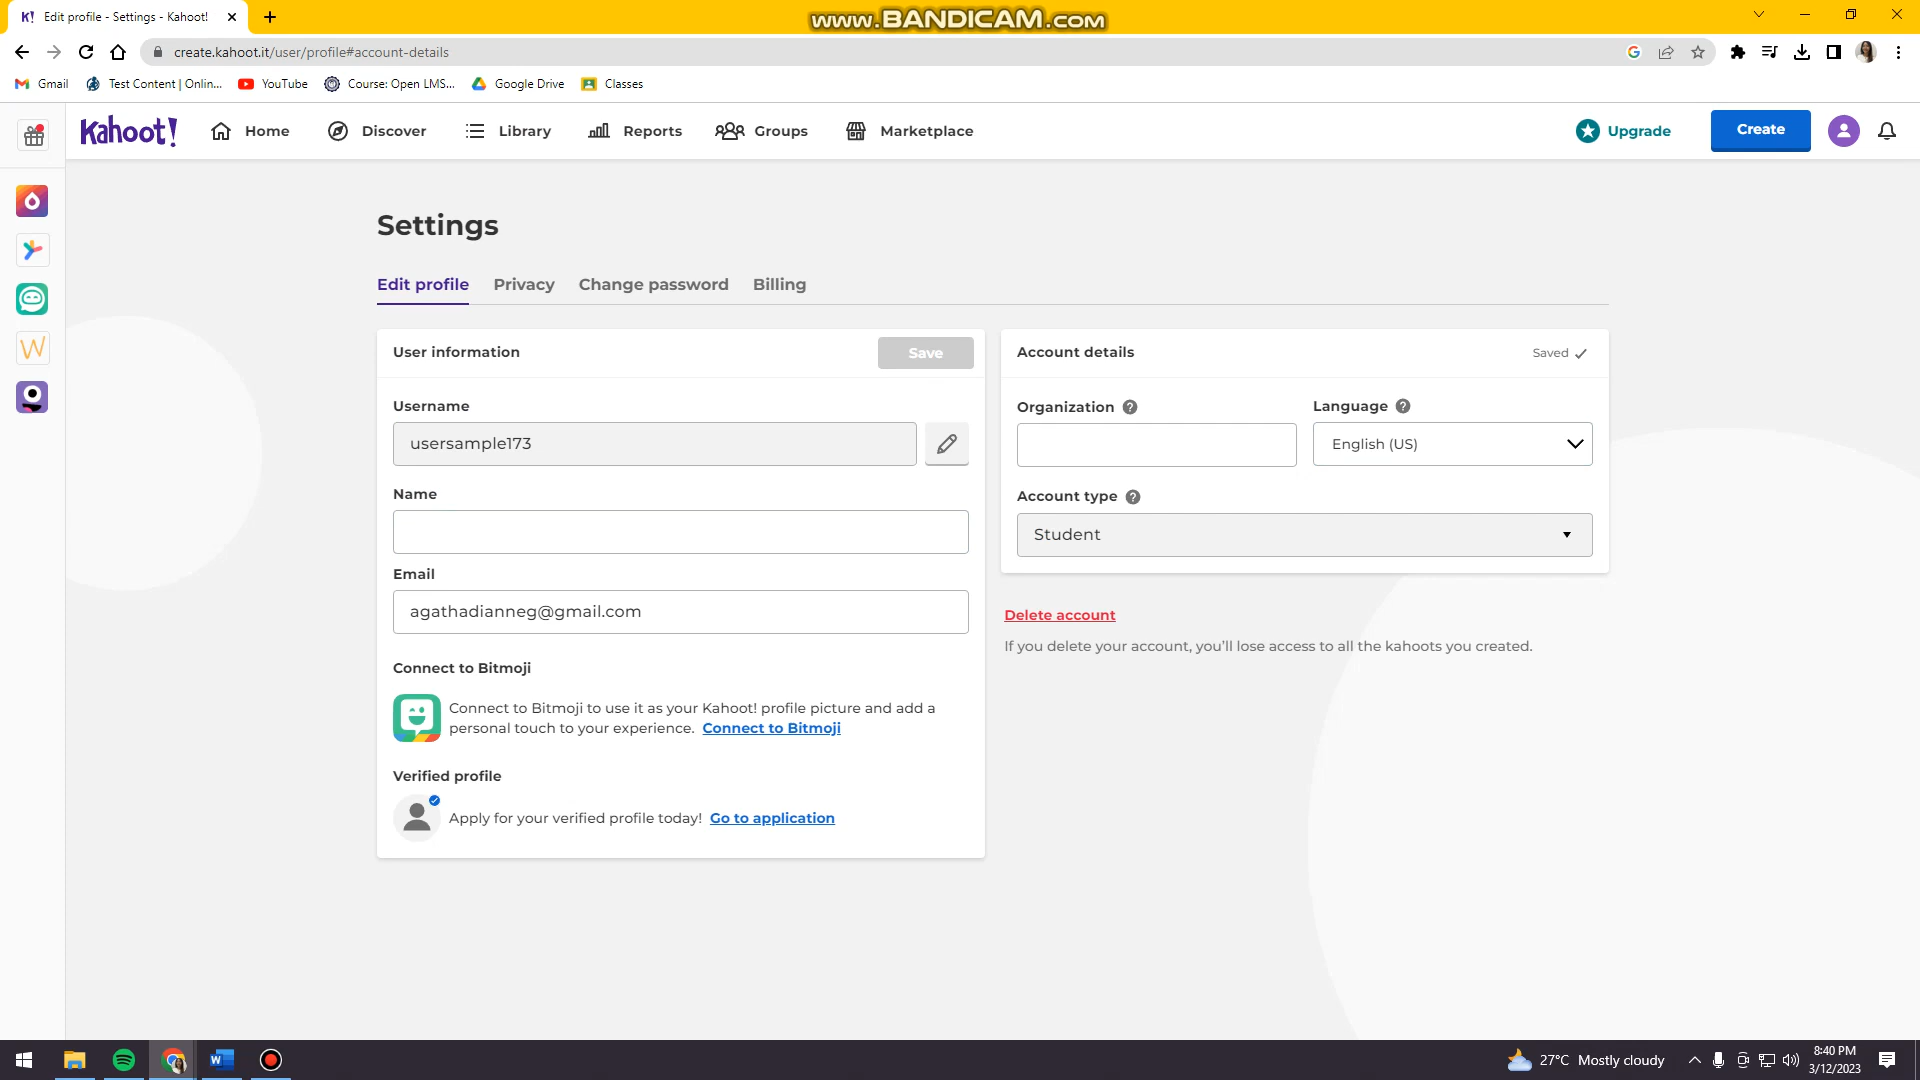 Edit profile - Settings - Kahoot!
www.BANDICAM.com
create.kahoot.it/user/profile#account-details
Gmail
Test Content | Onlin...
YouTube
Course: Open LMS...
Google Drive
Classes
Kahoot!
Home
Discover
Library
Reports
Groups
Marketplace
Upgrade
Create
Settings
Edit profile
Privacy
Change password
Billing
User information
Save
Username
usersample173
Name
Email
agathadianneg@gmail.com
Connect to Bitmoji
Connect to Bitmoji to use it as your Kahoot! profile picture and add a
personal touch to your experience. Connect to Bitmoji
Verified profile
Apply for your verified profile today! Go to application
Account details
Saved
Organization
Language
English (US)
Account type
Student
Delete account
If you delete your account, you’ll lose access to all the kahoots you created.
27°C Mostly cloudy
8:40 PM
3/12/2023